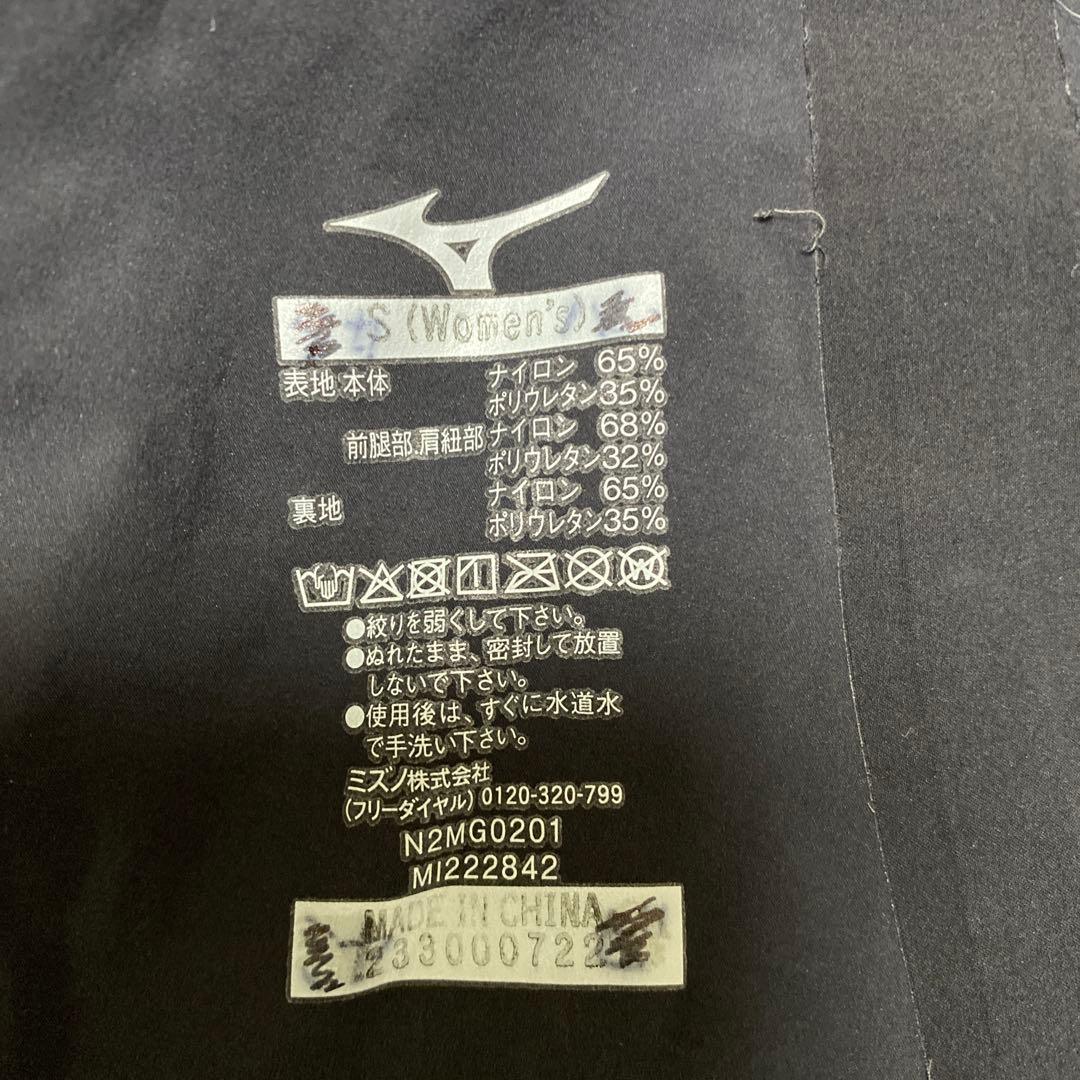 S (Women's)
表地 本体 ナイロン 65%
ポリウレタン35%
前腿部.肩紐部 ナイロン 68%
ポリウレタン32%
裏地 ナイロン 65%
ポリウレタン35%
●絞りを弱くして下さい。
●ぬれたまま、密封して放置
しないで下さい。
●使用後は、すぐに水道水
で手洗い下さい。
ミズノ株式会社
(フリーダイヤル) 0120-320-799
N2MG0201
MI222842
MADE IN CHINA